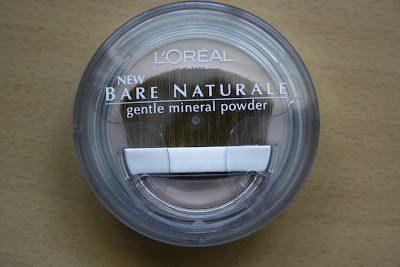 L'ORÉAL
PARIS
NEW
BARE NATURALE
gentle mineral powder